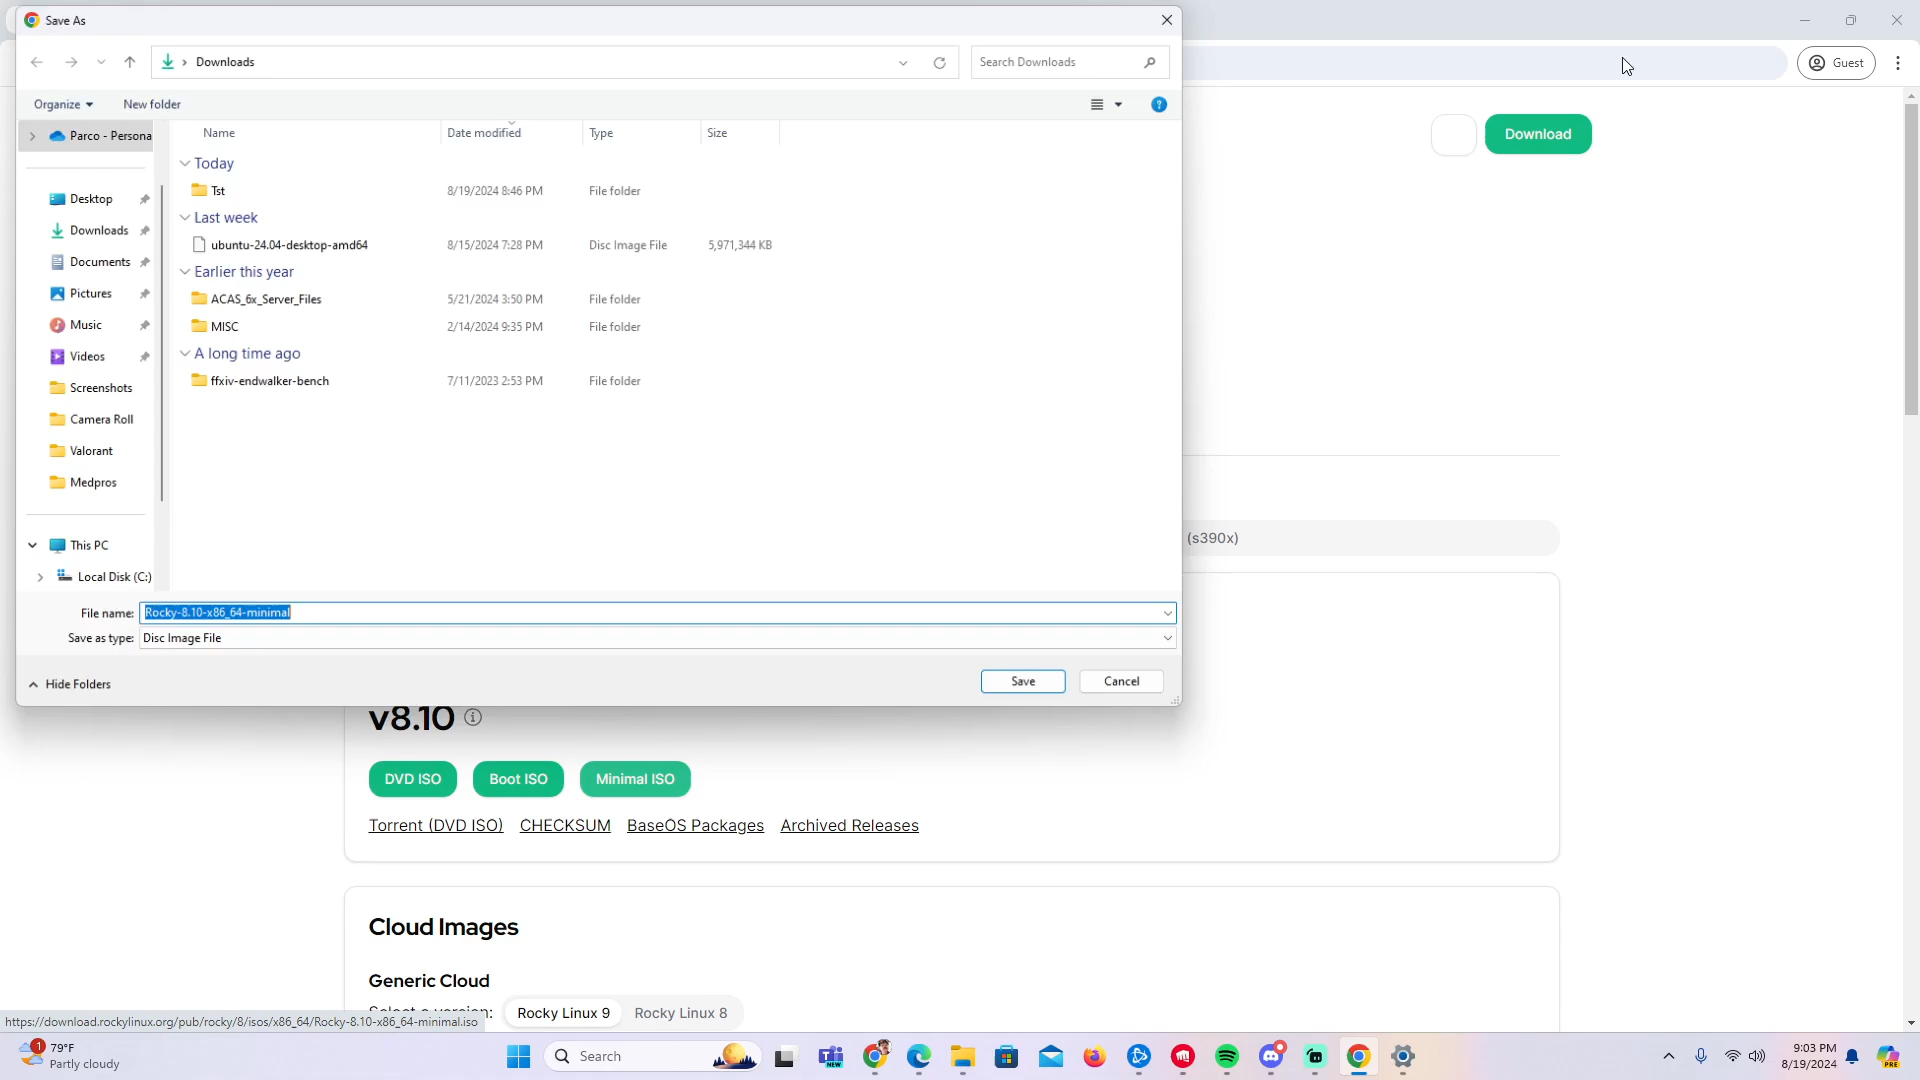 Save As
Downloads
Search Downloads
Guest
Organize
New folder
Parco - Persona
Name
Date modified
Type
Size
Download
Today
Tst
8/19/2024 8:46 PM
File folder
Last week
Desktop
Downloads
ubuntu-24.04-desktop-amd64
8/15/2024 7:28 PM
Disc Image File
5,971,344 KB
Documents
Earlier this year
Pictures
ACAS_6x_Server_Files
5/21/2024 3:50 PM
File folder
Music
MISC
2/14/2024 9:35 PM
File folder
Videos
A long time ago
Screenshots
ffxiv-endwalker-bench
7/11/2023 2:53 PM
File folder
Camera Roll
Valorant
Medpros
This PC
Local Disk (C:)
(s390x)
File name:
Rocky-8.10-x86_64-minimal
Save as type:
Disc Image File
Hide Folders
Save
Cancel
v8.10
DVD ISO
Boot ISO
Minimal ISO
Torrent (DVD ISO)
CHECKSUM
BaseOS Packages
Archived Releases
Cloud Images
Generic Cloud
Select a version:
Rocky Linux 9
Rocky Linux 8
https://download.rockylinux.org/pub/rocky/8/isos/x86_64/Rocky-8.10-x86_64-minimal.iso
1
79°F
Partly cloudy
Search
NEW
9:03 PM
8/19/2024
PRE